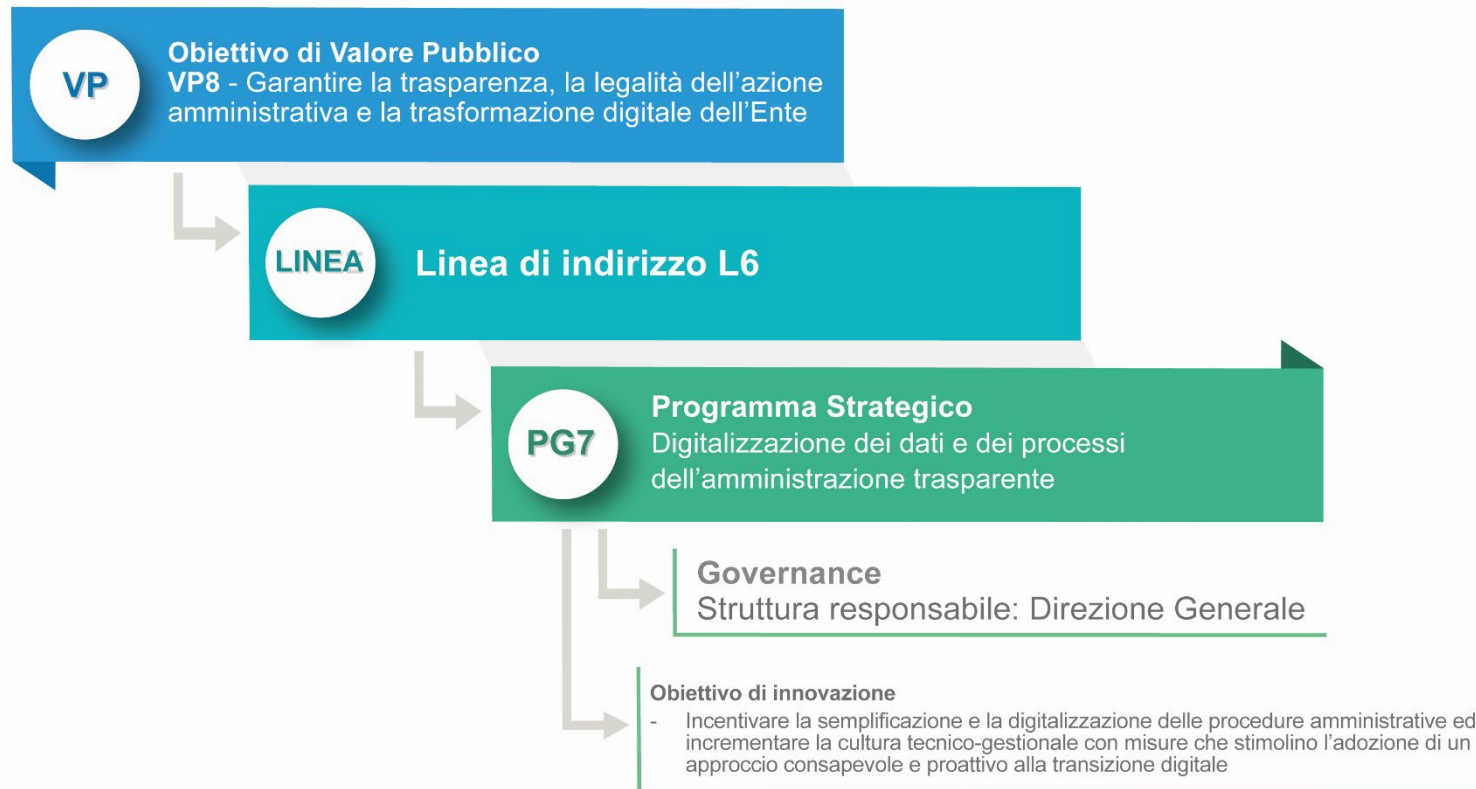 VP
Obiettivo di Valore Pubblico
VP8 - Garantire la trasparenza, la legalità dell’azione
amministrativa e la trasformazione digitale dell’Ente
LINEA
Linea di indirizzo L6
PG7
Programma Strategico
Digitalizzazione dei dati e dei processi
dell’amministrazione trasparente
Governance
Struttura responsabile: Direzione Generale
Obiettivo di innovazione
- Incentivare la semplificazione e la digitalizzazione delle procedure amministrative ed
incrementare la cultura tecnico-gestionale con misure che stimolino l’adozione di un
approccio consapevole e proattivo alla transizione digitale